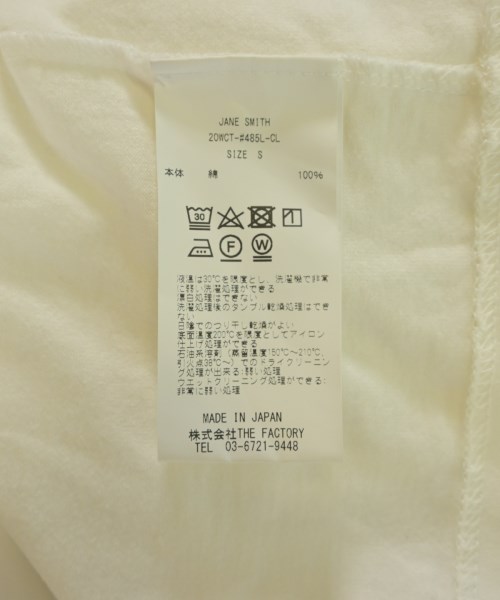 JANE SMITH
20WCT-#485L-CL
SIZE S
本体 綿 100%
30
F W
液温は30℃を限度とし、洗濯機で非常
に弱い洗濯処理ができる
漂白処理はできない
洗濯処理後のタンブル乾燥処理はでき
ない
日陰でのつり干し乾燥がよい
底面温度200℃を限度としてアイロン
仕上げ処理ができる
石油系溶剤(蒸留温度150℃~210℃、
引火点38℃~)でのドライクリーニン
グ処理が出来る:弱い処理
ウエットクリーニング処理ができる:
非常に弱い処理
MADE IN JAPAN
株式会社THE FACTORY
TEL 03-6721-9448